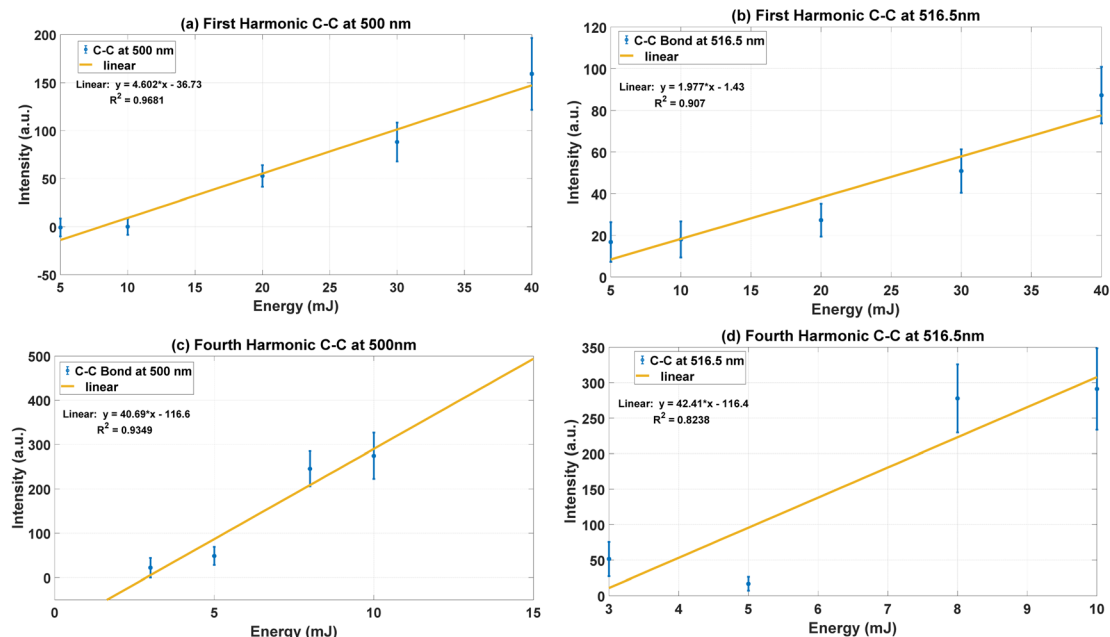 (a) First Harmonic C-C at 500 nm
200
150
100
50
0
-50
5
10
15
20
25
30
35
40
Intensity (a.u.)
Energy (mJ)
C-C at 500 nm
linear
Linear: y = 4.602*x - 36.73
R² = 0.9681
(b) First Harmonic C-C at 516.5nm
120
100
80
60
40
20
0
5
10
15
20
25
30
35
40
Intensity (a.u.)
Energy (mJ)
C-C Bond at 516.5 nm
linear
Linear: y = 1.977*x - 1.43
R² = 0.907
(c) Fourth Harmonic C-C at 500nm
500
400
300
200
100
0
0
5
10
15
Intensity (a.u.)
Energy (mJ)
C-C Bond at 500 nm
linear
Linear: y = 40.69*x - 116.6
R² = 0.9349
(d) Fourth Harmonic C-C at 516.5nm
350
300
250
200
150
100
50
0
3
4
5
6
7
8
9
10
Intensity (a.u.)
Energy (mJ)
C-C at 516.5 nm
linear
Linear: y = 42.41*x - 116.4
R² = 0.8238